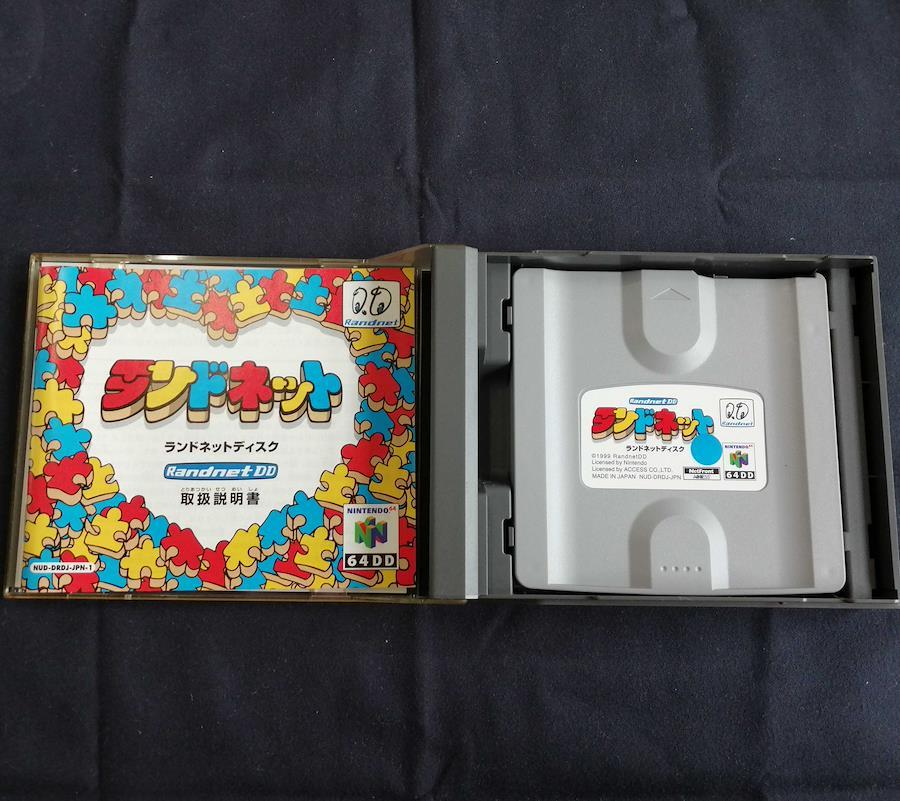 Randnet
ランドネット
ランドネットディスク
RandnetDD
とりあつかい せつ めい しょ
取扱説明書
NINTENDO64
64DD
NUD-DRDJ-JPN-1
RandnetDD
ランドネット
Randnet
ランドネットディスク
©1999 RandnetDD
Licensed by Nintendo
Licensed by ACCESS CO.,LTD.
MADE IN JAPAN NUD-DRDJ-JPN
NetFront
NINTENDO64
64DD